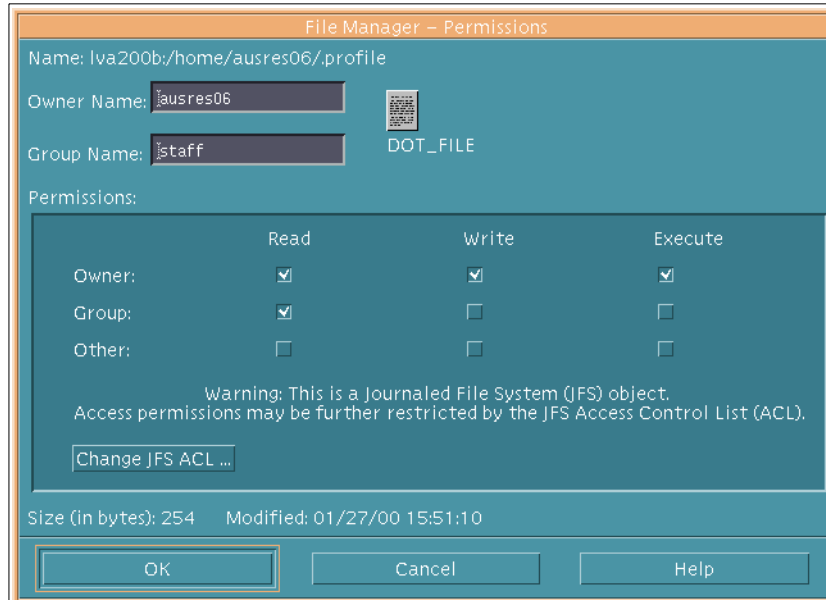 File Manager – Permissions
Name: lva200b:/home/ausres06/.profile
Owner Name: ausres06
Group Name: staff
DOT_FILE
Permissions:
Read Write Execute
Owner:
Group:
Other:
Warning: This is a Journaled File System (JFS) object.
Access permissions may be further restricted by the JFS Access Control List (ACL).
Change JFS ACL ...
Size (in bytes): 254 Modified: 01/27/00 15:51:10
OK Cancel Help